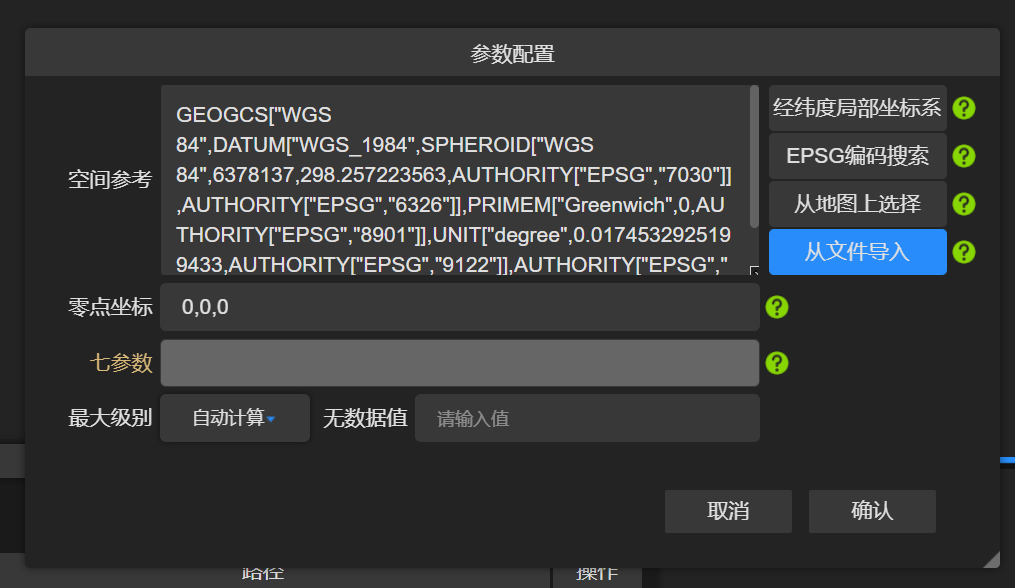 参数配置
空间参考
GEOGCS["WGS
84",DATUM["WGS_1984",SPHEROID["WGS
84",6378137,298.257223563,AUTHORITY["EPSG","7030"]]
,AUTHORITY["EPSG","6326"]],PRIMEM["Greenwich",0,AU
THORITY["EPSG","8901"]],UNIT["degree",0.017453292519
9433,AUTHORITY["EPSG","9122"]],AUTHORITY["EPSG","
经纬度局部坐标系 ?
EPSG编码搜索 ?
从地图上选择 ?
从文件导入 ?
零点坐标 0,0,0 ?
七参数 ?
最大级别 自动计算 无数据值 请输入值
取消 确认
路径 操作